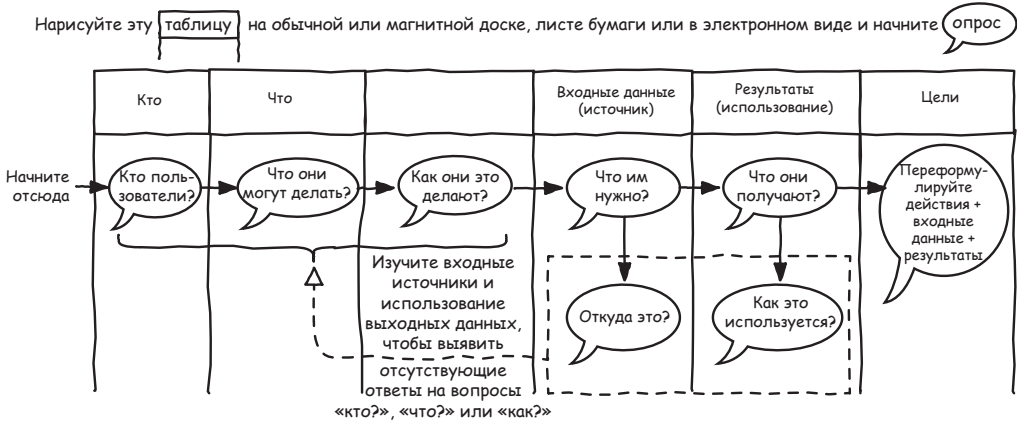 Нарисуйте эту таблицу на обычной или магнитной доске, листе бумаги или в электронном виде и начните опрос
Кто
Что
Входные данные
(источник)
Результаты
(использование)
Цели
Начните
отсюда
Кто поль-
зователи?
Что они
могут делать?
Как они это
делают?
Что им
нужно?
Что они
получают?
Переформу-
лируйте
действия +
входные
данные +
результаты
Изучите входные
источники и
использование
выходных данных,
чтобы выявить
отсутствующие
ответы на вопросы
«кто?», «что?» или «как?»
Откуда это?
Как это
используется?